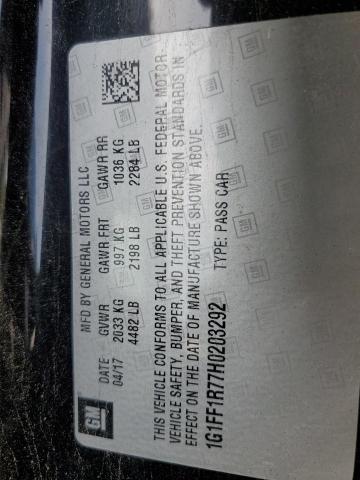 GM
MFD BY GENERAL MOTORS LLC
DATE GVWR GAWR FRT GAWR RR
04/17 2033 KG 997 KG 1036 KG
4482 LB 2198 LB 2284 LB
THIS VEHICLE CONFORMS TO ALL APPLICABLE U.S. FEDERAL MOTOR
VEHICLE SAFETY, BUMPER, AND THEFT PREVENTION STANDARDS IN
EFFECT ON THE DATE OF MANUFACTURE SHOWN ABOVE.
1G1FF1R77H0203292 TYPE: PASS CAR